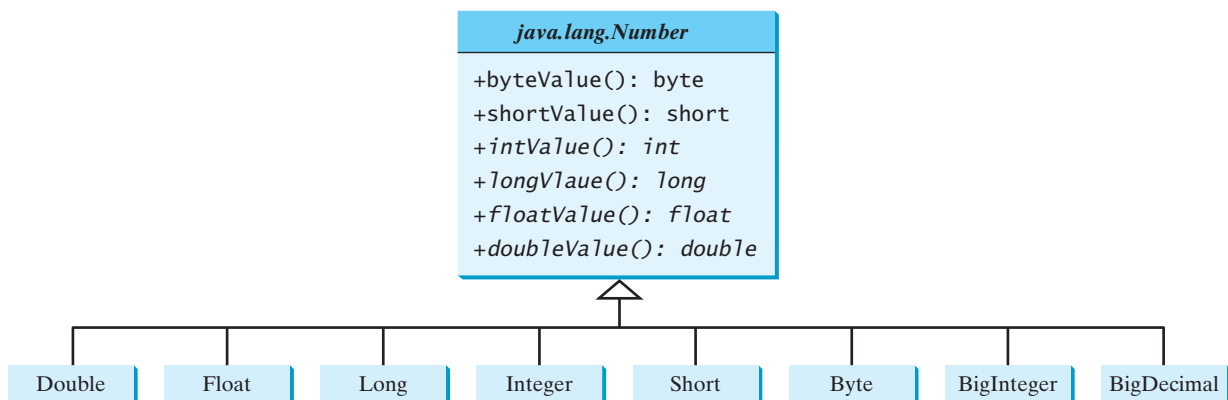 java.lang.Number
+byteValue(): byte
+shortValue(): short
+intValue(): int
+longVlaue(): long
+floatValue(): float
+doubleValue(): double
Double Float Long Integer Short Byte BigInteger BigDecimal